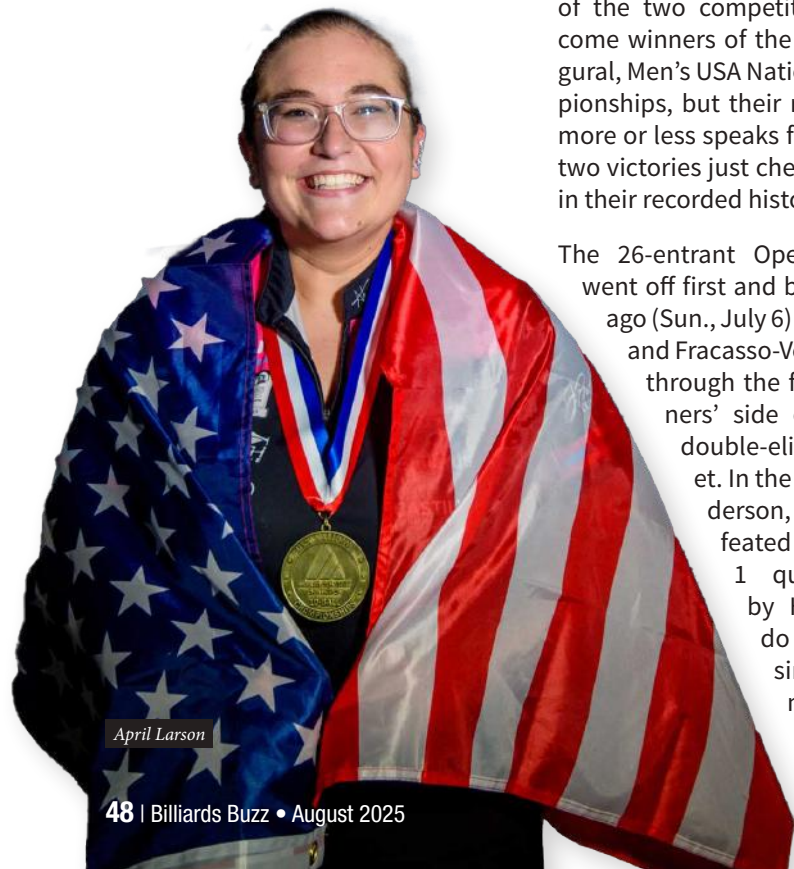 of the two competit
come winners of the
gural, Men’s USA Natio
pionships, but their r
more or less speaks f
two victories just che
in their recorded histo
The 26-entrant Ope
went off first and b
ago (Sun., July 6)
and Fracasso-Ve
through the f
ners’ side
double-eli
et. In the
derson,
feated
1 qu
by H
do
sin
April Larson
48 | Billiards Buzz • August 2025